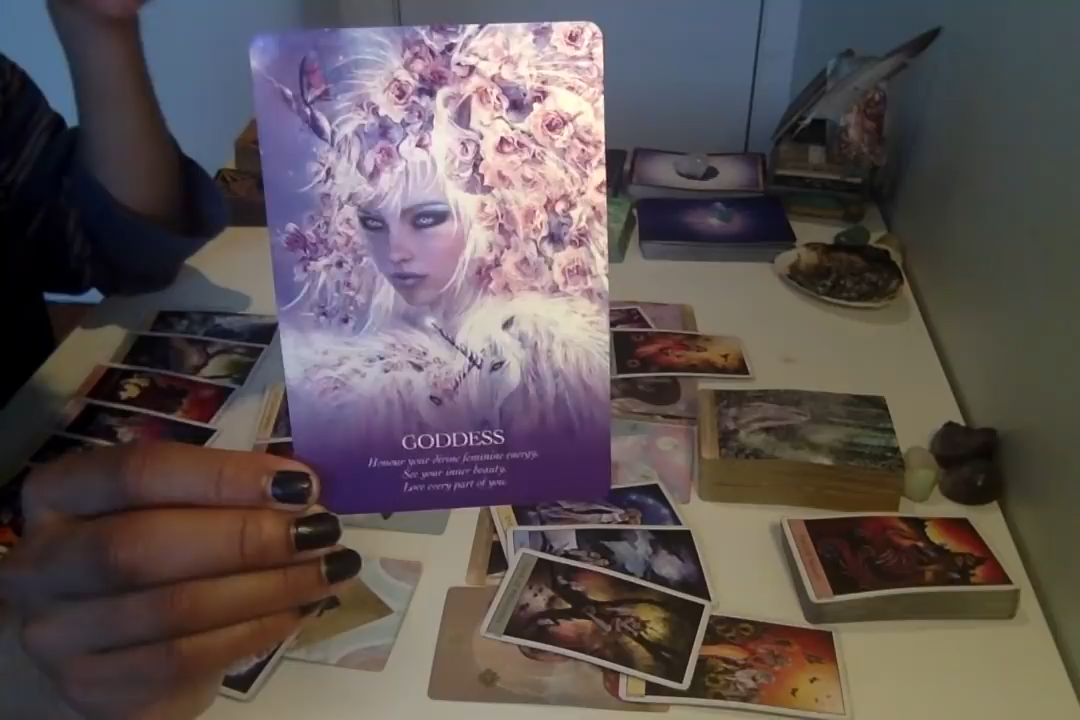 GODDESS
Honour your divine feminine energy.
See your inner beauty.
Love every part of you.